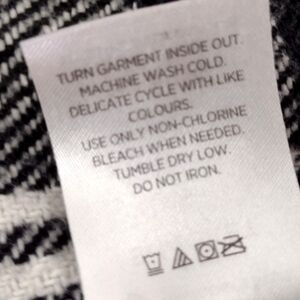 TURN GARMENT INSIDE OUT.
MACHINE WASH COLD.
DELICATE CYCLE WITH LIKE
COLOURS.
USE ONLY NON-CHLORINE
BLEACH WHEN NEEDED.
TUMBLE DRY LOW.
DO NOT IRON.